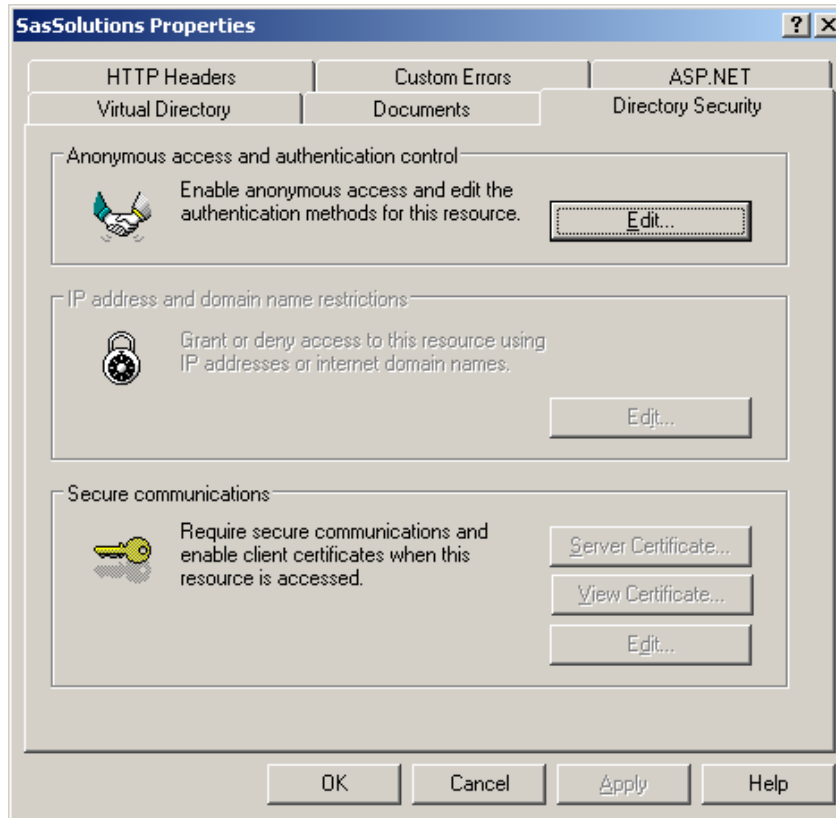 SasSolutions Properties
HTTP Headers
Custom Errors
ASP.NET
Virtual Directory
Documents
Directory Security
Anonymous access and authentication control
Enable anonymous access and edit the
authentication methods for this resource.
Edit...
IP address and domain name restrictions
Grant or deny access to this resource using
IP addresses or internet domain names.
Edit...
Secure communications
Require secure communications and
enable client certificates when this
resource is accessed.
Server Certificate...
View Certificate...
Edit...
OK
Cancel
Apply
Help